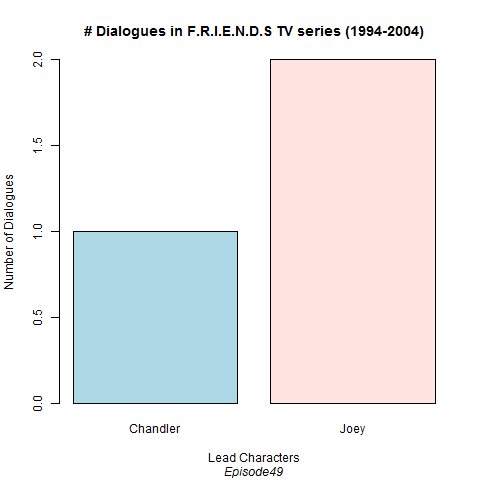 # Dialogues in F.R.I.E.N.D.S TV series (1994-2004)
Number of Dialogues
2.0
1.5
1.0
0.5
0.0
Chandler
Joey
Lead Characters
Episode49